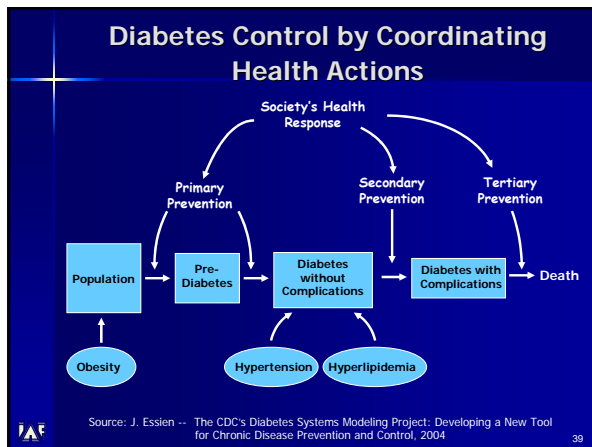 Diabetes Control by Coordinating
Health Actions
Society's Health
Response
Primary
Prevention
Secondary
Prevention
Tertiary
Prevention
Population
Pre-
Diabetes
Diabetes
without
Complications
Diabetes with
Complications
Death
Obesity
Hypertension
Hyperlipidemia
Source: J. Essien -- The CDC's Diabetes Systems Modeling Project: Developing a New Tool
for Chronic Disease Prevention and Control, 2004
39